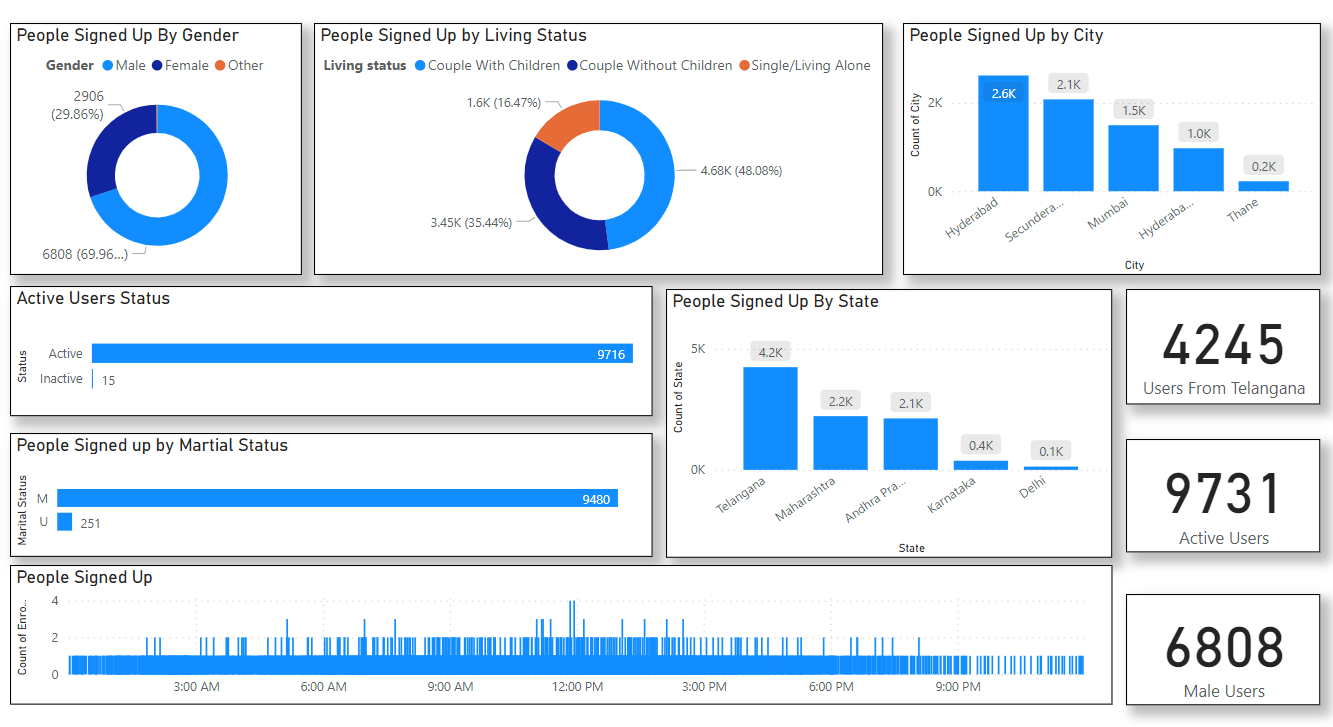 People Signed Up By Gender
Gender Male Female Other
2906
(29.86%)
6808 (69.96...)
People Signed Up by Living Status
Living status Couple With Children Couple Without Children Single/Living Alone
1.6K (16.47%)
4.68K (48.08%)
3.45K (35.44%)
People Signed Up by City
Count of City
2K
0K
2.6K
2.1K
1.5K
1.0K
0.2K
Hyderabad
Secundera...
Mumbai
Hyderaba...
Thane
City
Active Users Status
Status
Active 9716
Inactive 15
People Signed up by Martial Status
Marital Status
M 9480
U 251
People Signed Up By State
Count of State
5K
0K
4.2K
2.2K
2.1K
0.4K
0.1K
Telangana
Maharashtra
Andhra Pra...
Karnataka
Delhi
State
4245
Users From Telangana
9731
Active Users
People Signed Up
Count of Enro...
4
2
0
3:00 AM 6:00 AM 9:00 AM 12:00 PM 3:00 PM 6:00 PM 9:00 PM
6808
Male Users